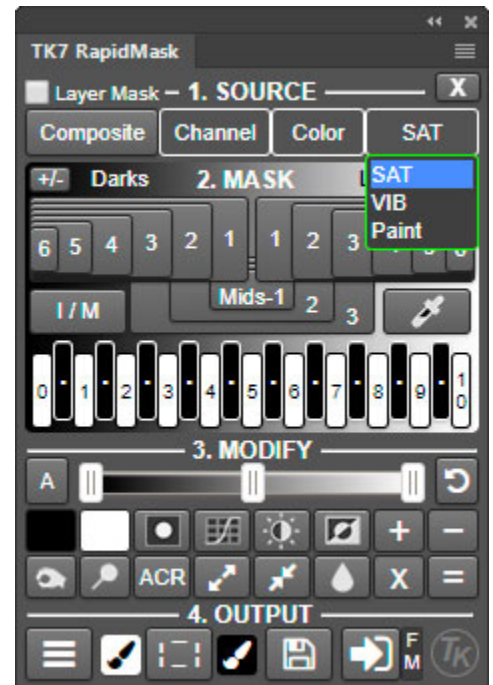 TK7 RapidMask
Layer Mask 1. SOURCE X
Composite Channel Color SAT
SAT
VIB
Paint
+/- Darks 2. MASK
6 5 4 3 2 1 1 2 3
I / M Mids-1 2 3
0 1 2 3 4 5 6 7 8 9 10
3. MODIFY
A
+ -
ACR X =
4. OUTPUT
F M TK